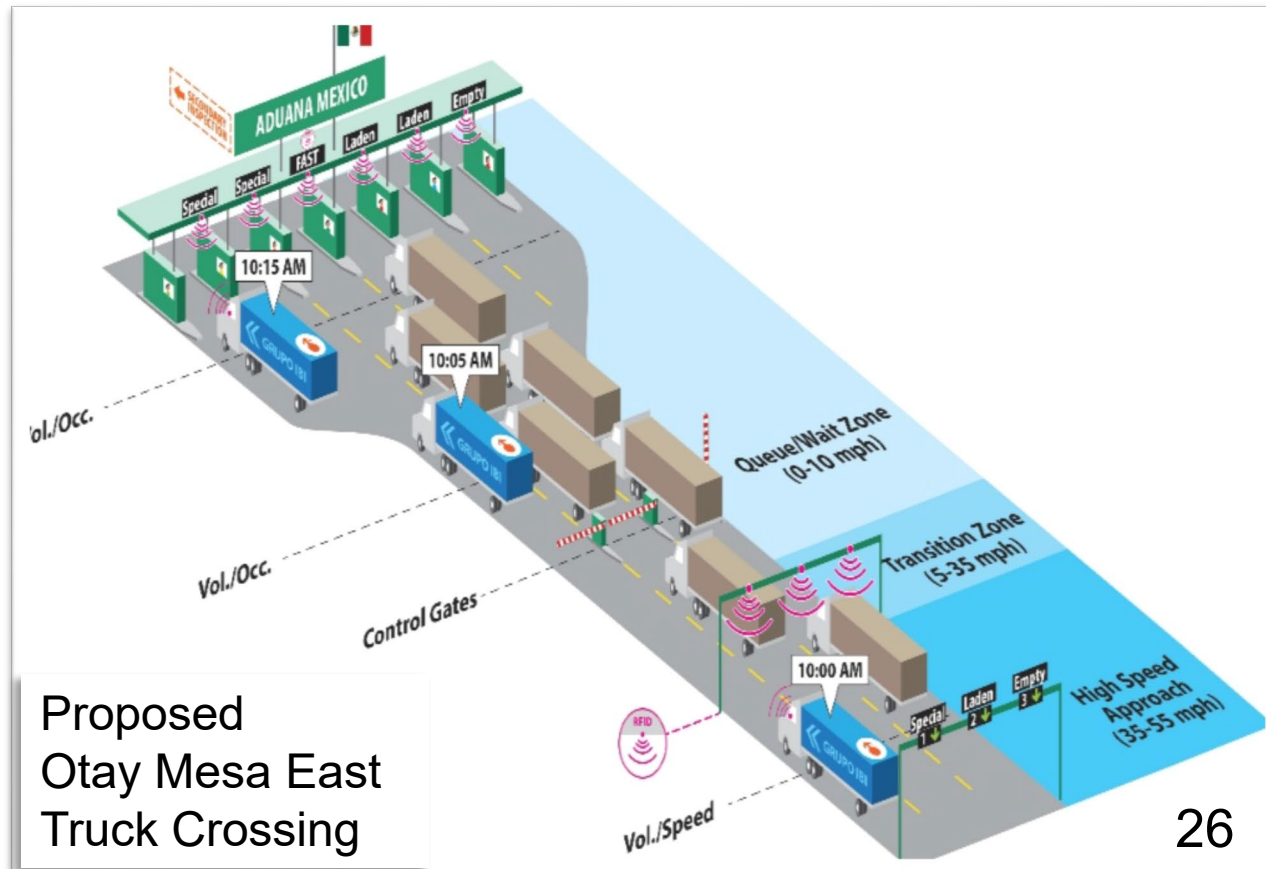 SECONDARY
INSPECTION
ADUANA MEXICO
Special
Special
FAST
Laden
Laden
Empty
10:15 AM
GRUPO IBI
10:05 AM
GRUPO IBI
ol./Occ.
Vol./Occ.
Control Gates
Queue/Wait Zone
(0-10 mph)
Transition Zone
(5-35 mph)
High Speed
Approach
(35-55 mph)
10:00 AM
GRUPO IBI
Special
1
Laden
2
Empty
3
RFID
Vol./Speed
Proposed
Otay Mesa East
Truck Crossing
26